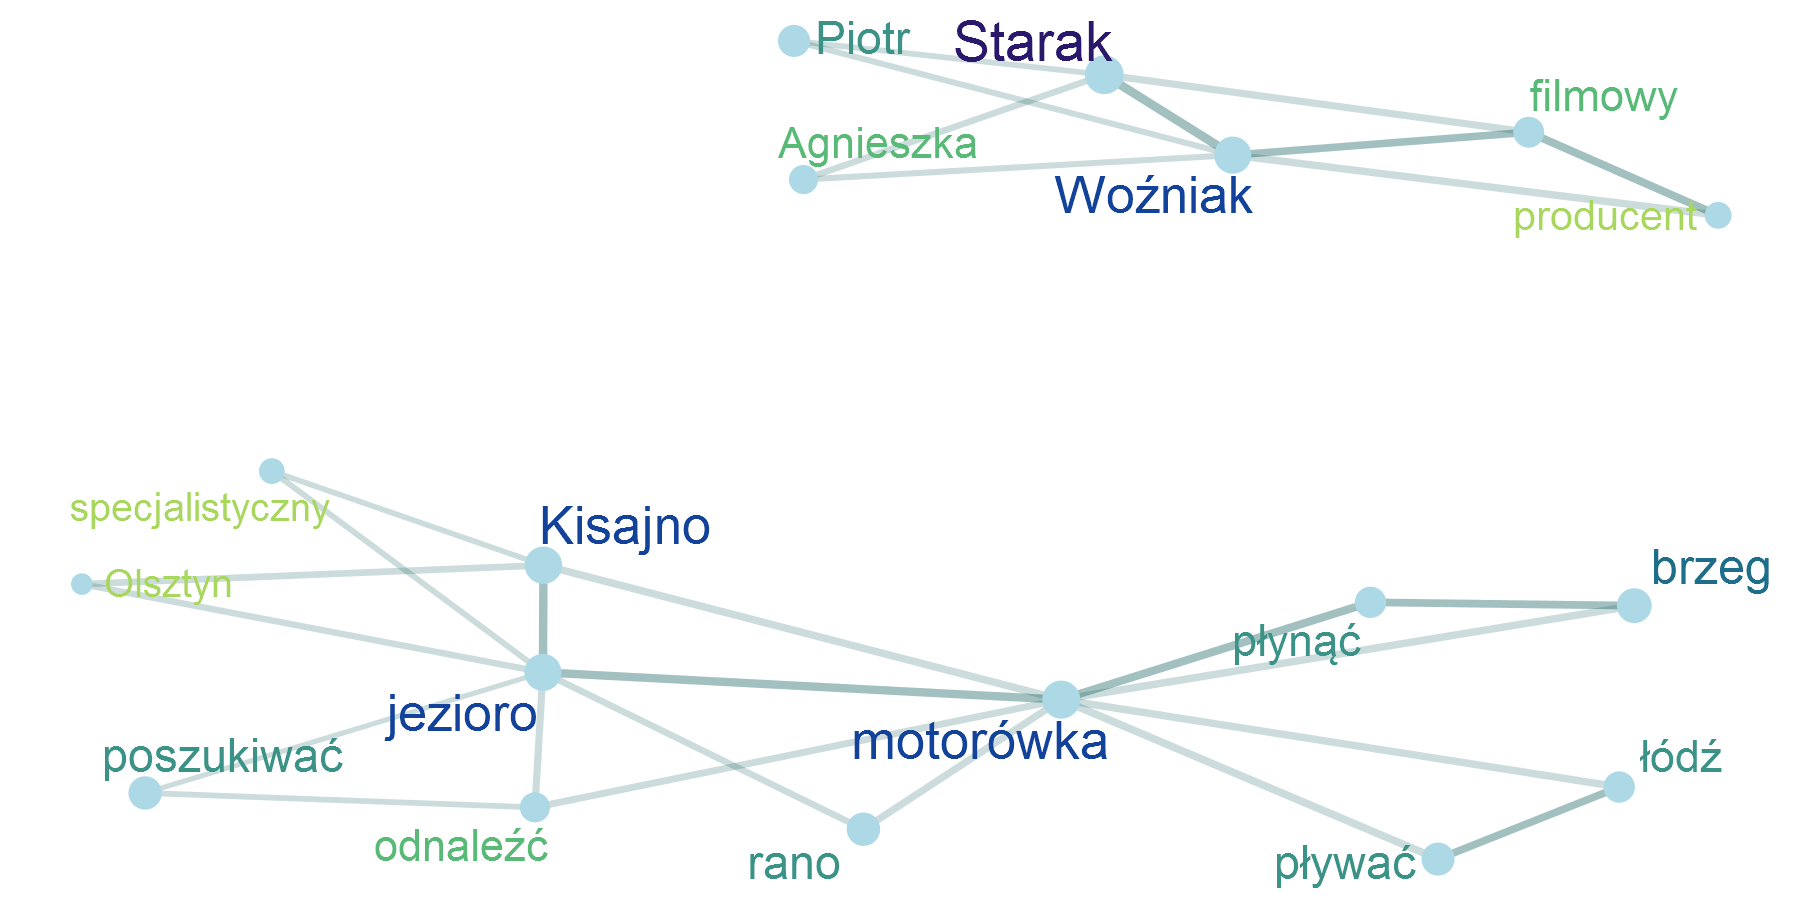 Piotr
Starak
filmowy
Agnieszka
Woźniak
producent
specjalistyczny
Kisajno
Olsztyn
brzeg
płynąć
jezioro
motorówka
poszukiwać
łódź
odnaleźć
rano
pływać